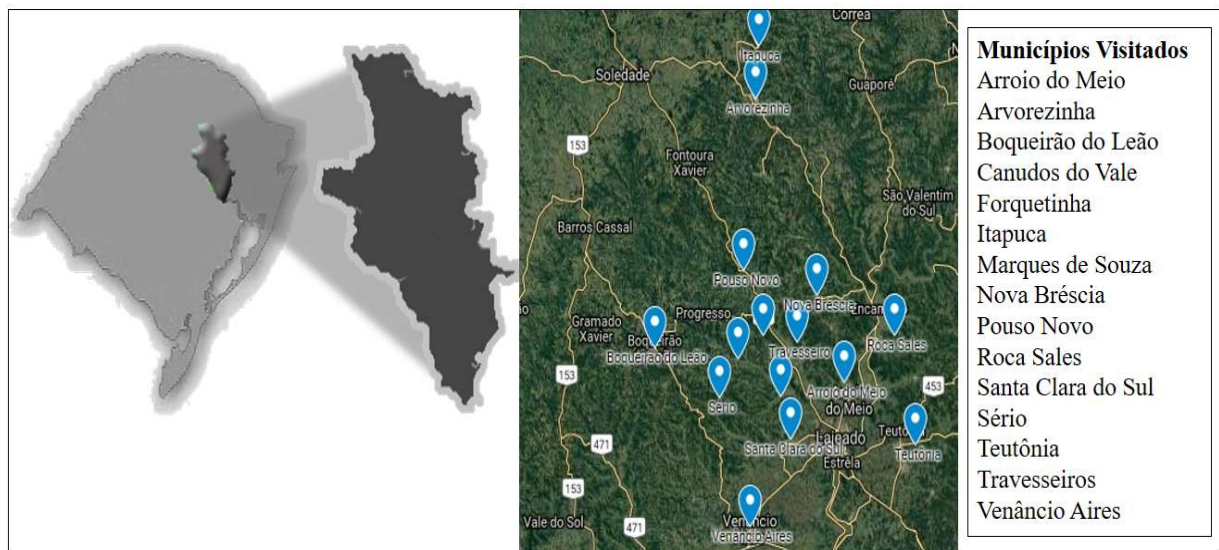 Correa
Itapuca
Soledade
Guaporé
Arvorezinha
153
Fontoura
Xavier
São Valentim
do Sul
Barros Cassal
Pouso Novo
Nova Bréscia
Progresso
Gramado
Xavier
Boqueirão
Boqueirão do Leão
Travesseiro
Roca Sales
153
Sério
Arroio do Meio
do Meio
453
471
Santa Clara do Sul
Lajeado
Estrêla
Teutônia
153
Vale do Sol
471
Venâncio
Venâncio Aires
Municípios Visitados
Arroio do Meio
Arvorezinha
Boqueirão do Leão
Canudos do Vale
Forquetinha
Itapuca
Marques de Souza
Nova Bréscia
Pouso Novo
Roca Sales
Santa Clara do Sul
Sério
Teutônia
Travesseiros
Venâncio Aires